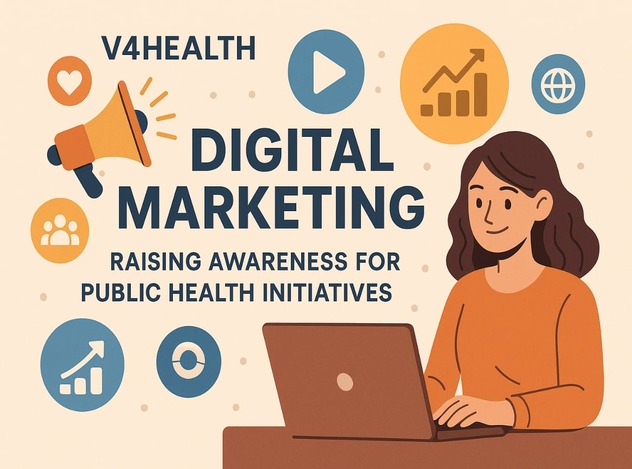 V4HEALTH
DIGITAL
MARKETING
RAISING AWARENESS FOR
PUBLIC HEALTH INITIATIVES